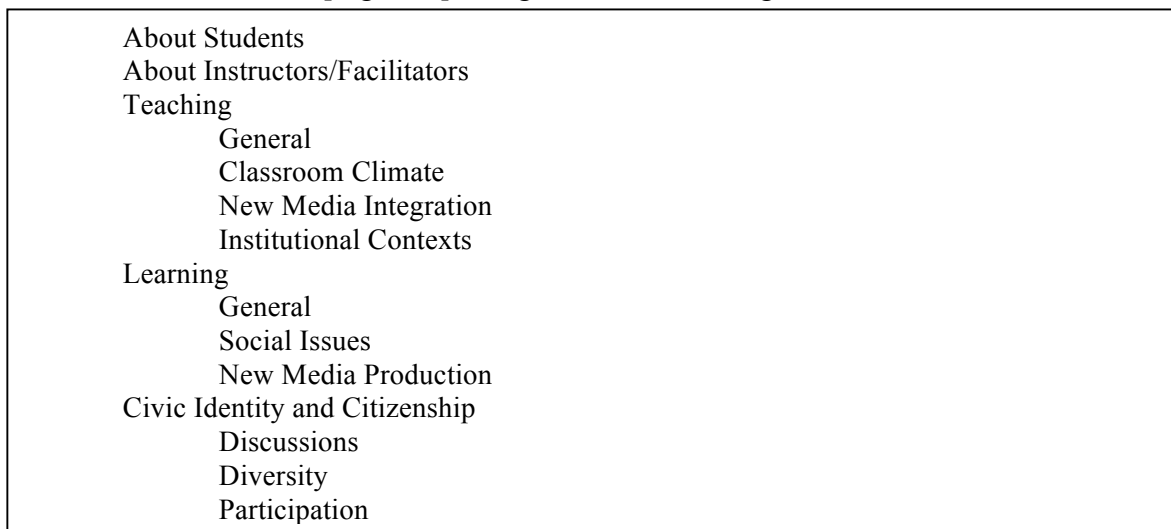 About Students
About Instructors/Facilitators
Teaching
General
Classroom Climate
New Media Integration
Institutional Contexts
Learning
General
Social Issues
New Media Production
Civic Identity and Citizenship
Discussions
Diversity
Participation